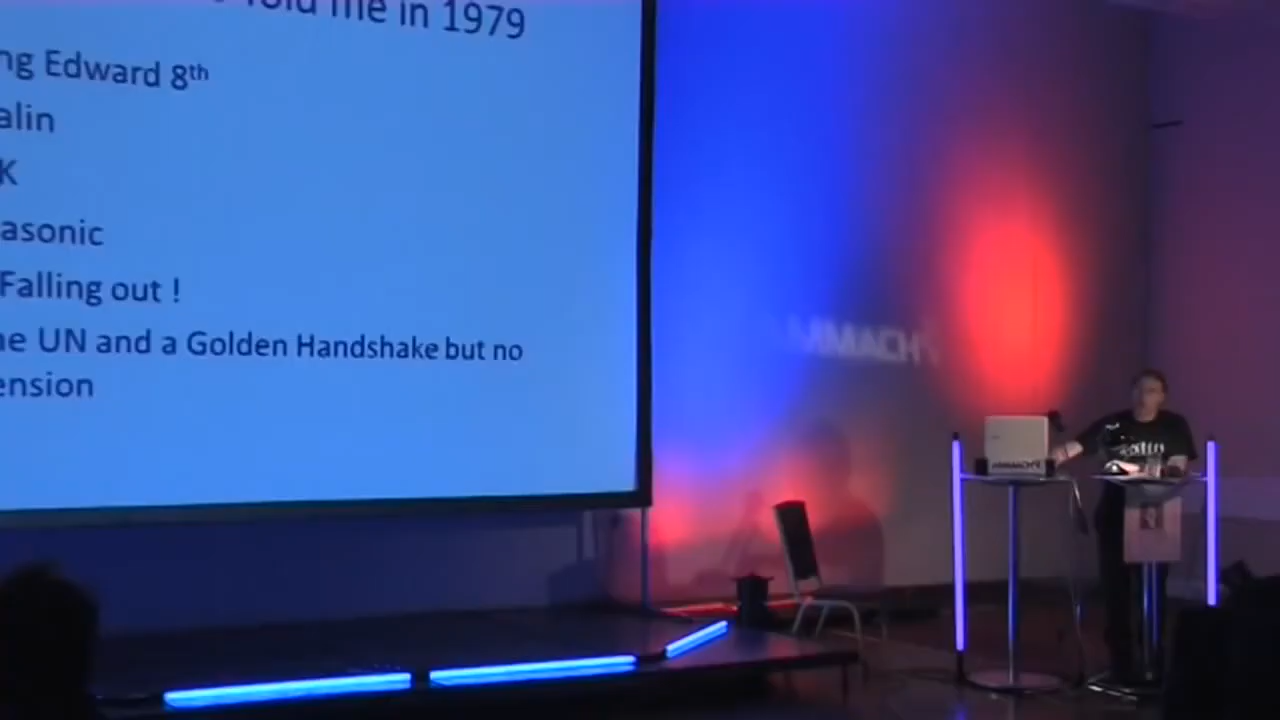 told me in 1979
ng Edward 8th
alin
K
asonic
Falling out !
he UN and a Golden Handshake but no
ension
MMACH